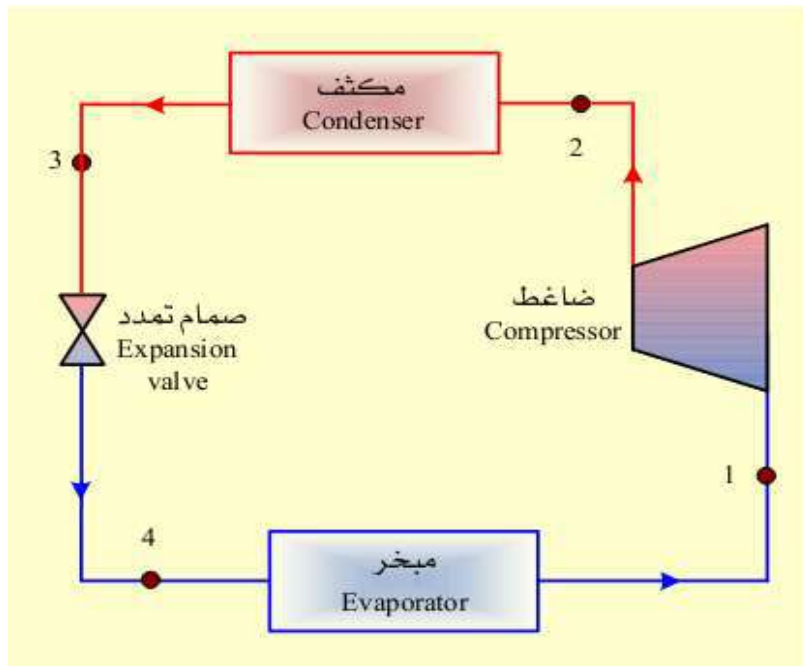 مكثف
Condenser
2
3
ضاغط
Compressor
صمام تمدد
Expansion
valve
1
4
مبخر
Evaporator